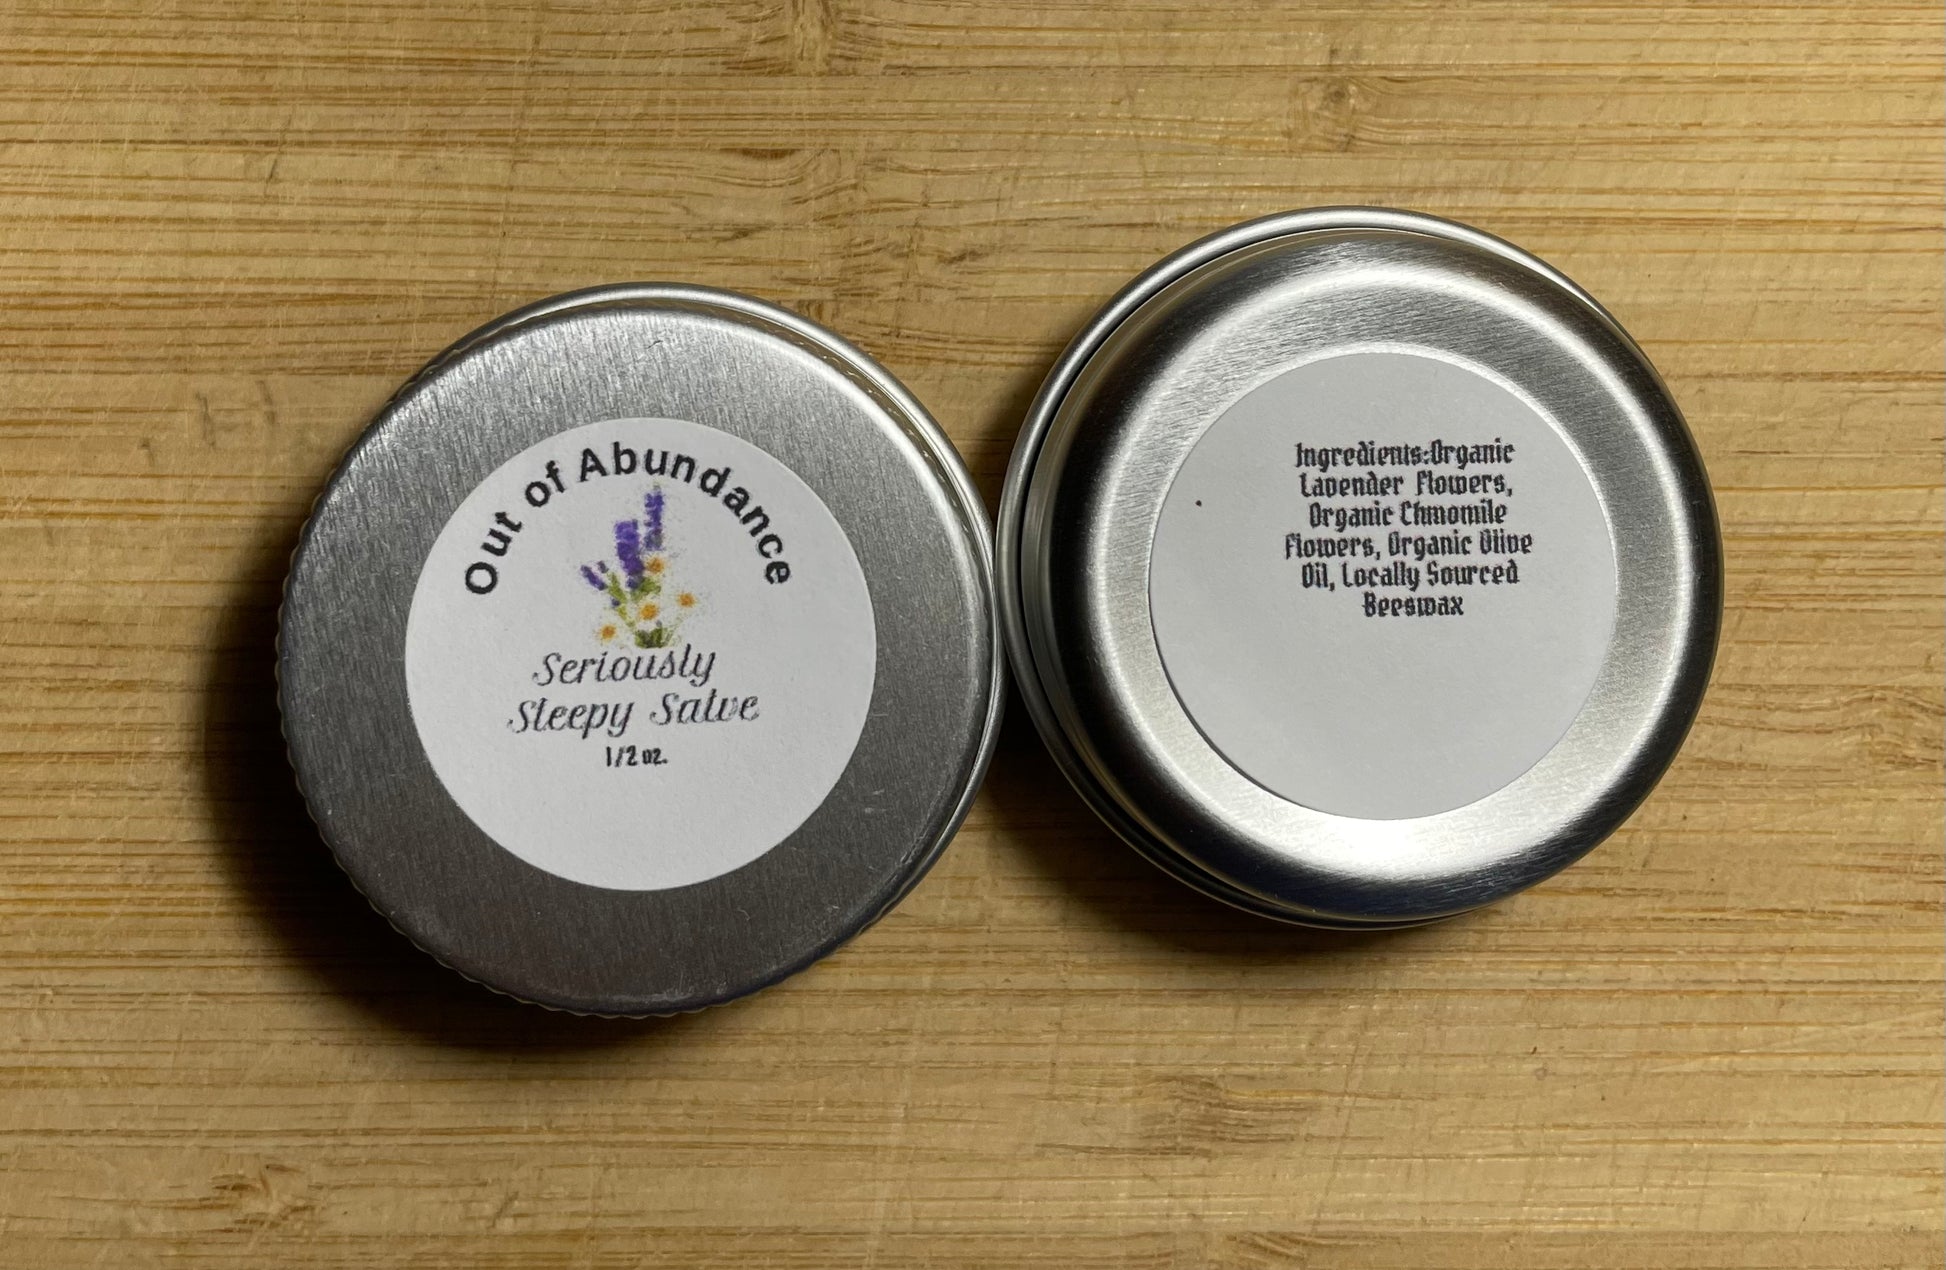 Out of Abundance
Seriously
Sleepy Salve
1/2 oz.
Ingredients:Organic
Lavender Flowers,
Organic Chmomile
Flowers, Organic Olive
Oil, Locally Sourced
Beeswax